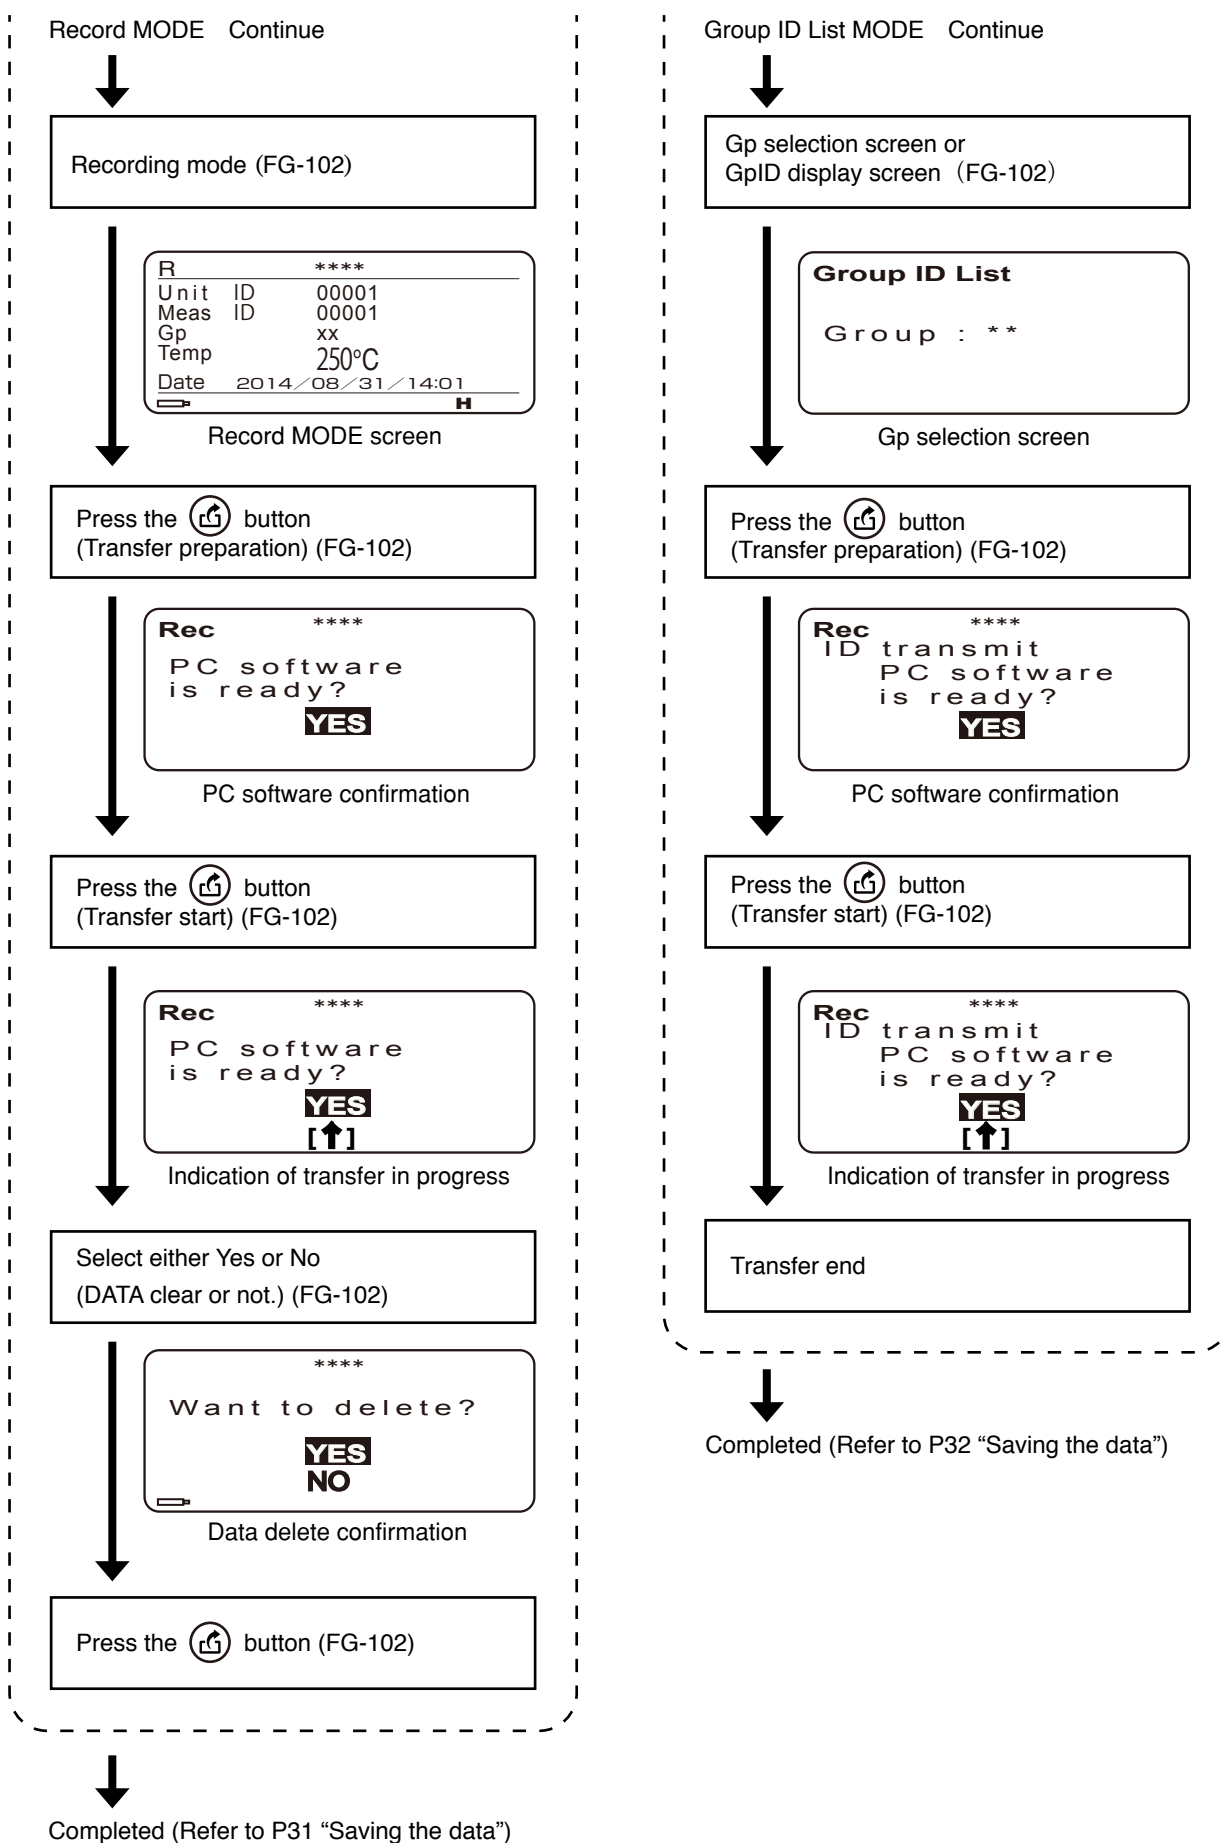 Record MODE Continue
Recording mode (FG-102)
R ****
Unit ID 00001
Meas ID 00001
Gp xx
Temp 250°C
Date 2014/08/31/14:01
H
Record MODE screen
Press the button
(Transfer preparation) (FG-102)
Rec ****
PC software
is ready?
YES
PC software confirmation
Press the button
(Transfer start) (FG-102)
Rec ****
PC software
is ready?
YES
[↑]
Indication of transfer in progress
Select either Yes or No
(DATA clear or not.) (FG-102)
****
Want to delete?
YES
NO
Data delete confirmation
Press the button (FG-102)
Completed (Refer to P31 “Saving the data”)
Group ID List MODE Continue
Gp selection screen or
GpID display screen（FG-102）
Group ID List
Group : **
Gp selection screen
Press the button
(Transfer preparation) (FG-102)
Rec ****
ID transmit
PC software
is ready?
YES
PC software confirmation
Press the button
(Transfer start) (FG-102)
Rec ****
ID transmit
PC software
is ready?
YES
[↑]
Indication of transfer in progress
Transfer end
Completed (Refer to P32 “Saving the data”)